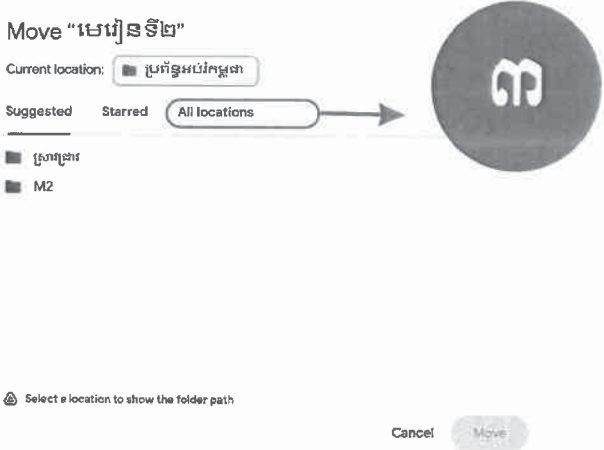 Move “មេរៀនទី២”
Current location: ប្រព័ន្ធអប់រំកម្ពុជា
Suggested Starred All locations
៣
ស្រាវជ្រាវ
M2
Select a location to show the folder path
Cancel Move